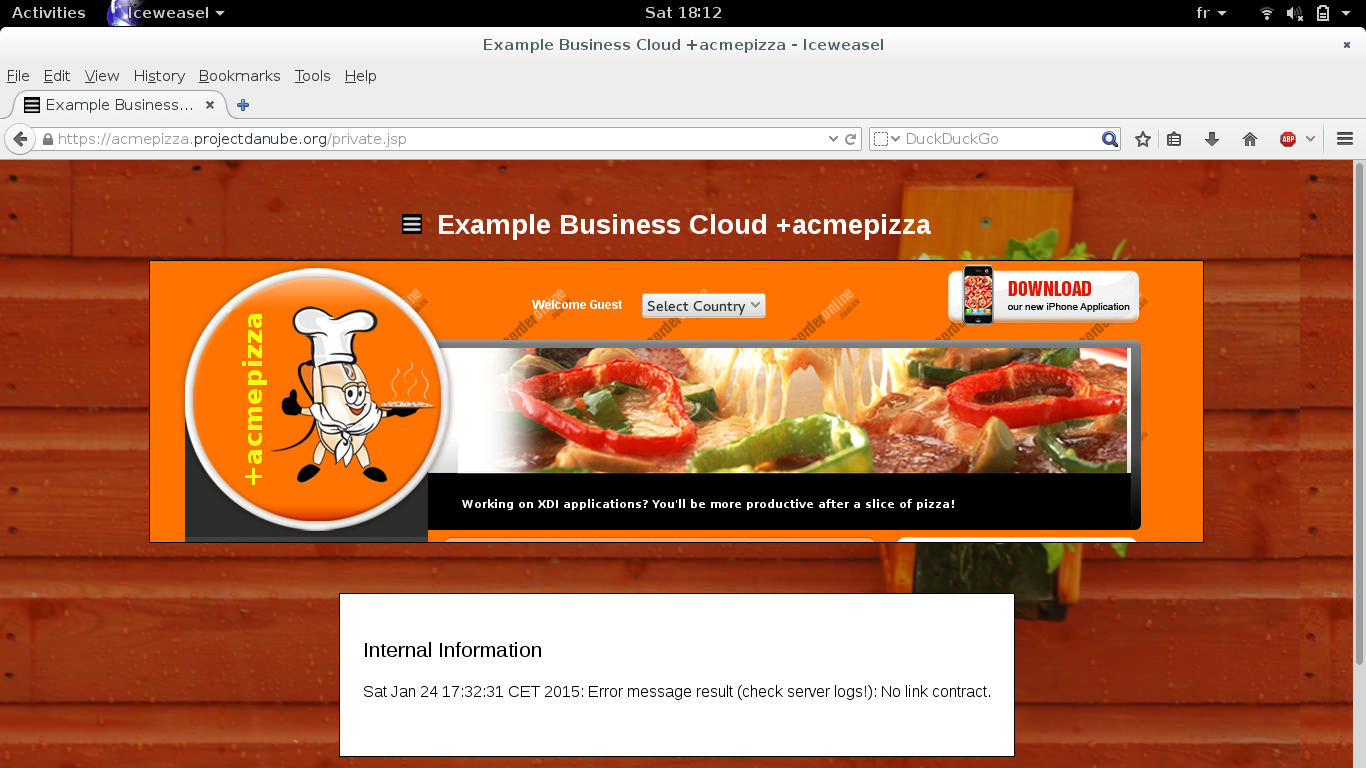 Activities Iceweasel Sat 18:12 fr
Example Business Cloud +acmepizza - Iceweasel
File Edit View History Bookmarks Tools Help
Example Business...
https://acmepizza.projectdanube.org/private.jsp DuckDuckGo ABP
Example Business Cloud +acmepizza
+acmepizza
Welcome Guest Select Country
DOWNLOAD
our new iPhone Application
Working on XDI applications? You'll be more productive after a slice of pizza!
Internal Information
Sat Jan 24 17:32:31 CET 2015: Error message result (check server logs!): No link contract.